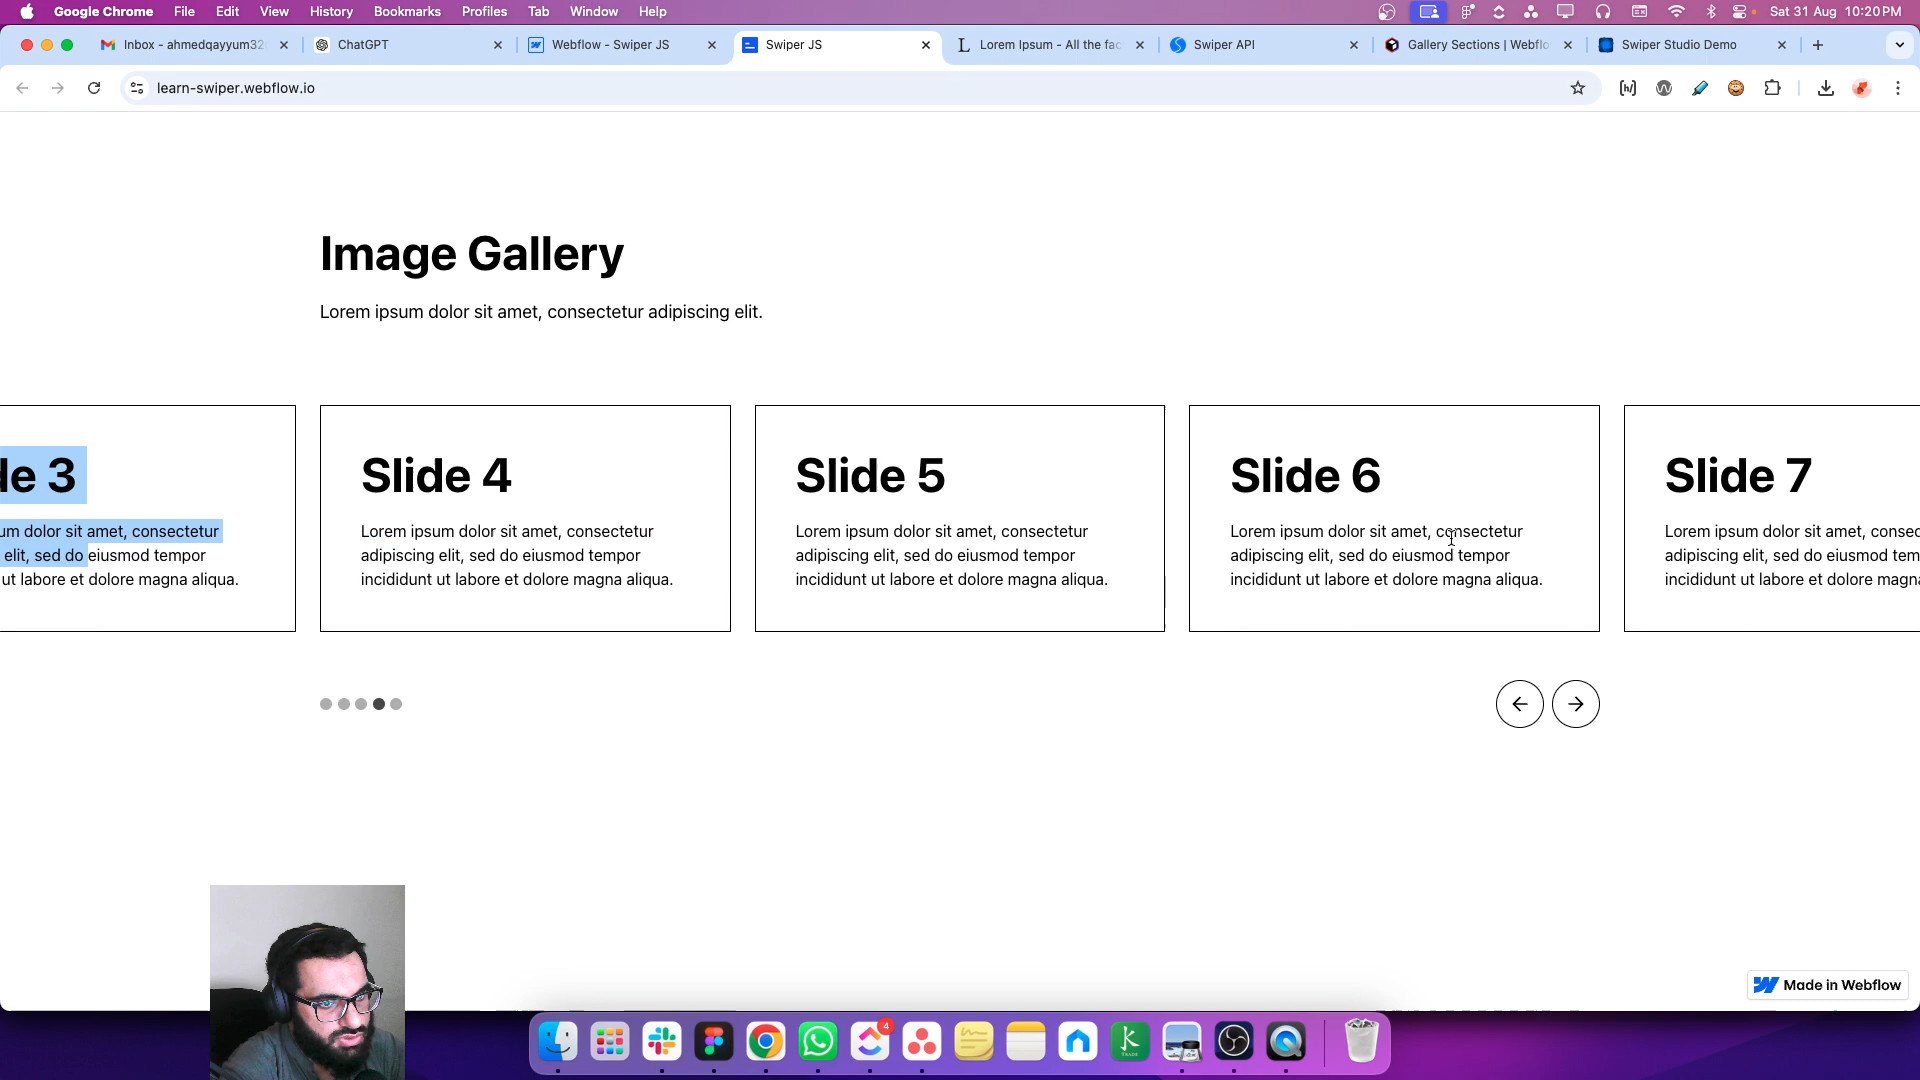 Google Chrome File Edit View History Bookmarks Profiles Tab Window Help Sat 31 Aug 10:20 PM
Inbox - ahmedqayyum32 ChatGPT Webflow - Swiper JS Swiper JS Lorem Ipsum - All the fac Swiper API Gallery Sections | Webflo Swiper Studio Demo
learn-swiper.webflow.io
Image Gallery
Lorem ipsum dolor sit amet, consectetur adipiscing elit.
de 3
um dolor sit amet, consectetur
elit, sed do eiusmod tempor
ut labore et dolore magna aliqua.
Slide 4
Lorem ipsum dolor sit amet, consectetur
adipiscing elit, sed do eiusmod tempor
incididunt ut labore et dolore magna aliqua.
Slide 5
Lorem ipsum dolor sit amet, consectetur
adipiscing elit, sed do eiusmod tempor
incididunt ut labore et dolore magna aliqua.
Slide 6
Lorem ipsum dolor sit amet, consectetur
adipiscing elit, sed do eiusmod tempor
incididunt ut labore et dolore magna aliqua.
Slide 7
Lorem ipsum dolor sit amet, consec
adipiscing elit, sed do eiusmod tem
incididunt ut labore et dolore magn
Made in Webflow
4